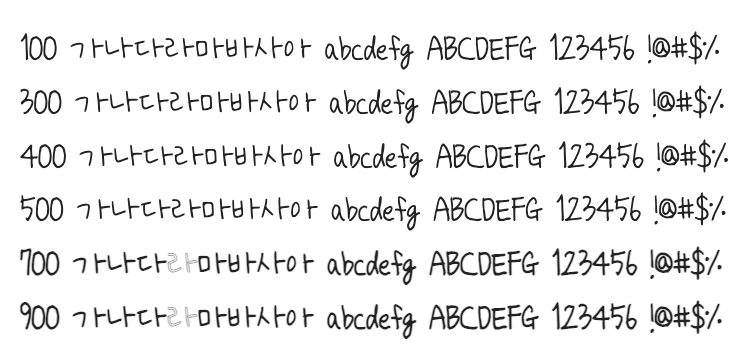 100 가나다라마바사아 abcdefg ABCDEFG 123456 !@#$%
300 가나다라마바사아 abcdefg ABCDEFG 123456 !@#$%
400 가나다라마바사아 abcdefg ABCDEFG 123456 !@#$%
500 가나다라마바사아 abcdefg ABCDEFG 123456 !@#$%
700 가나다라마바사아 abcdefg ABCDEFG 123456 !@#$%
900 가나다라마바사아 abcdefg ABCDEFG 123456 !@#$%